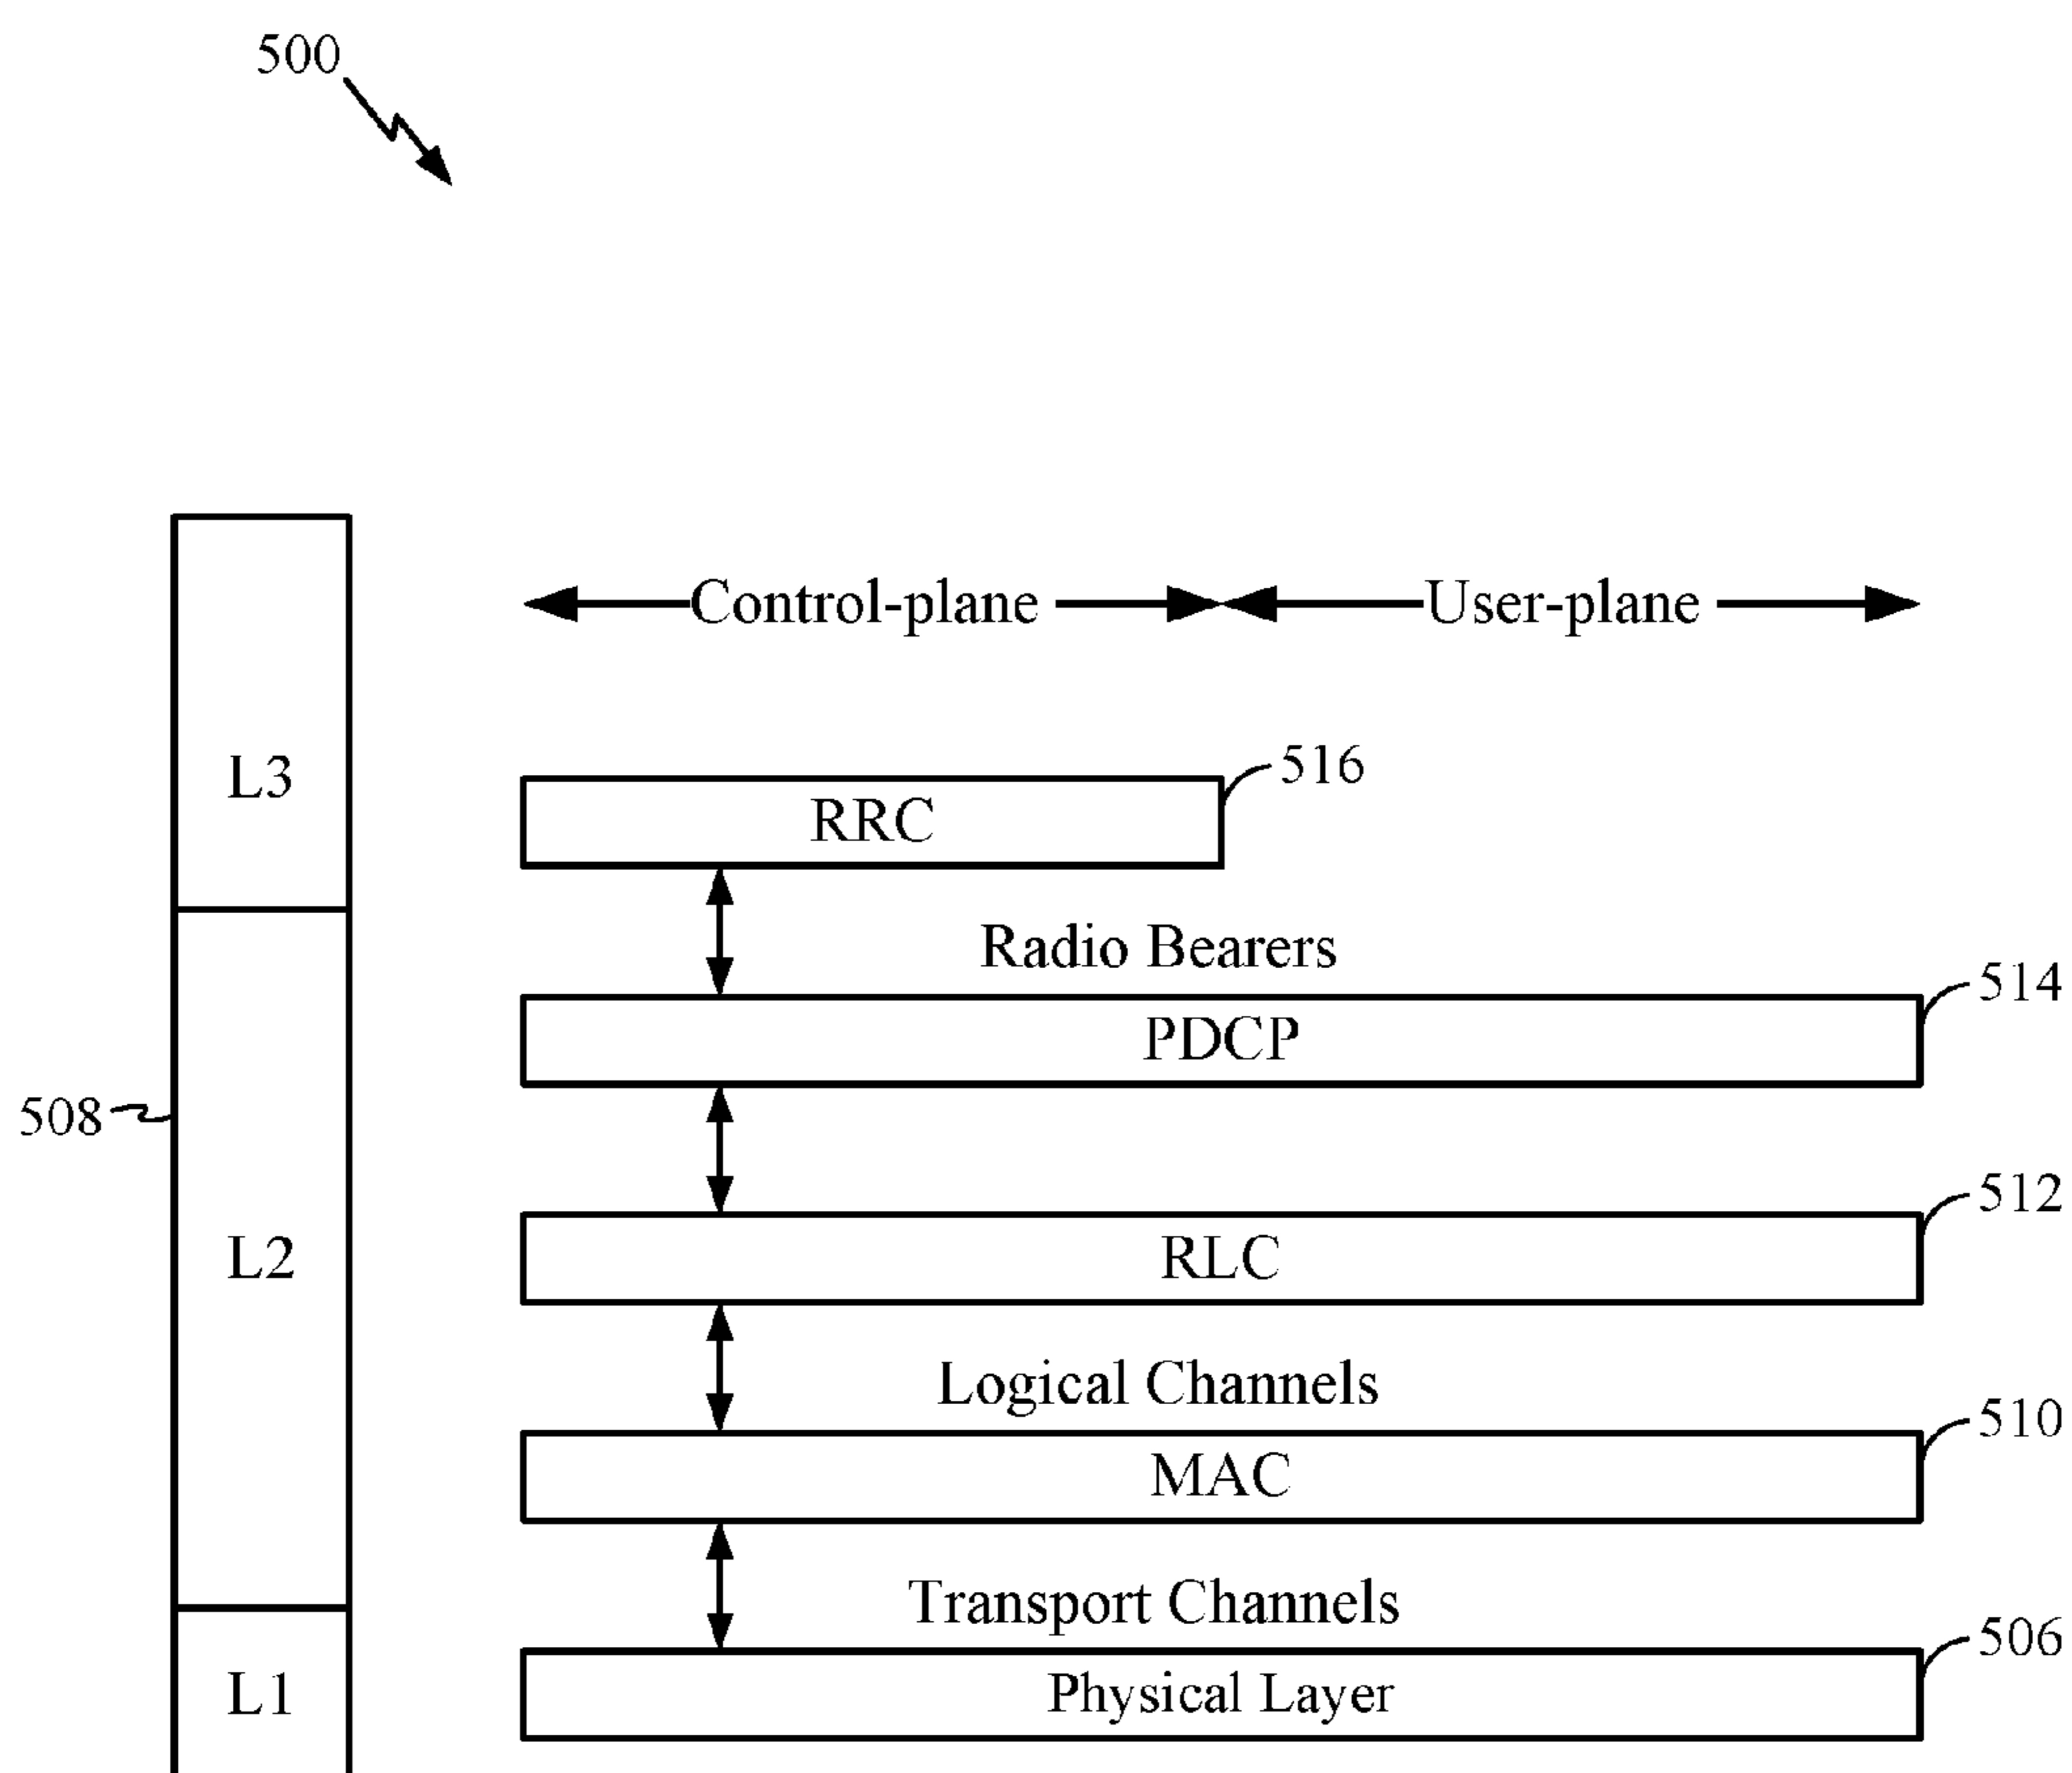 500
Control-plane
User-plane
L3
516
RRC
Radio Bearers
514
PDCP
508
512
L2
RLC
Logical Channels
510
MAC
Transport Channels
506
L1
Physical Layer